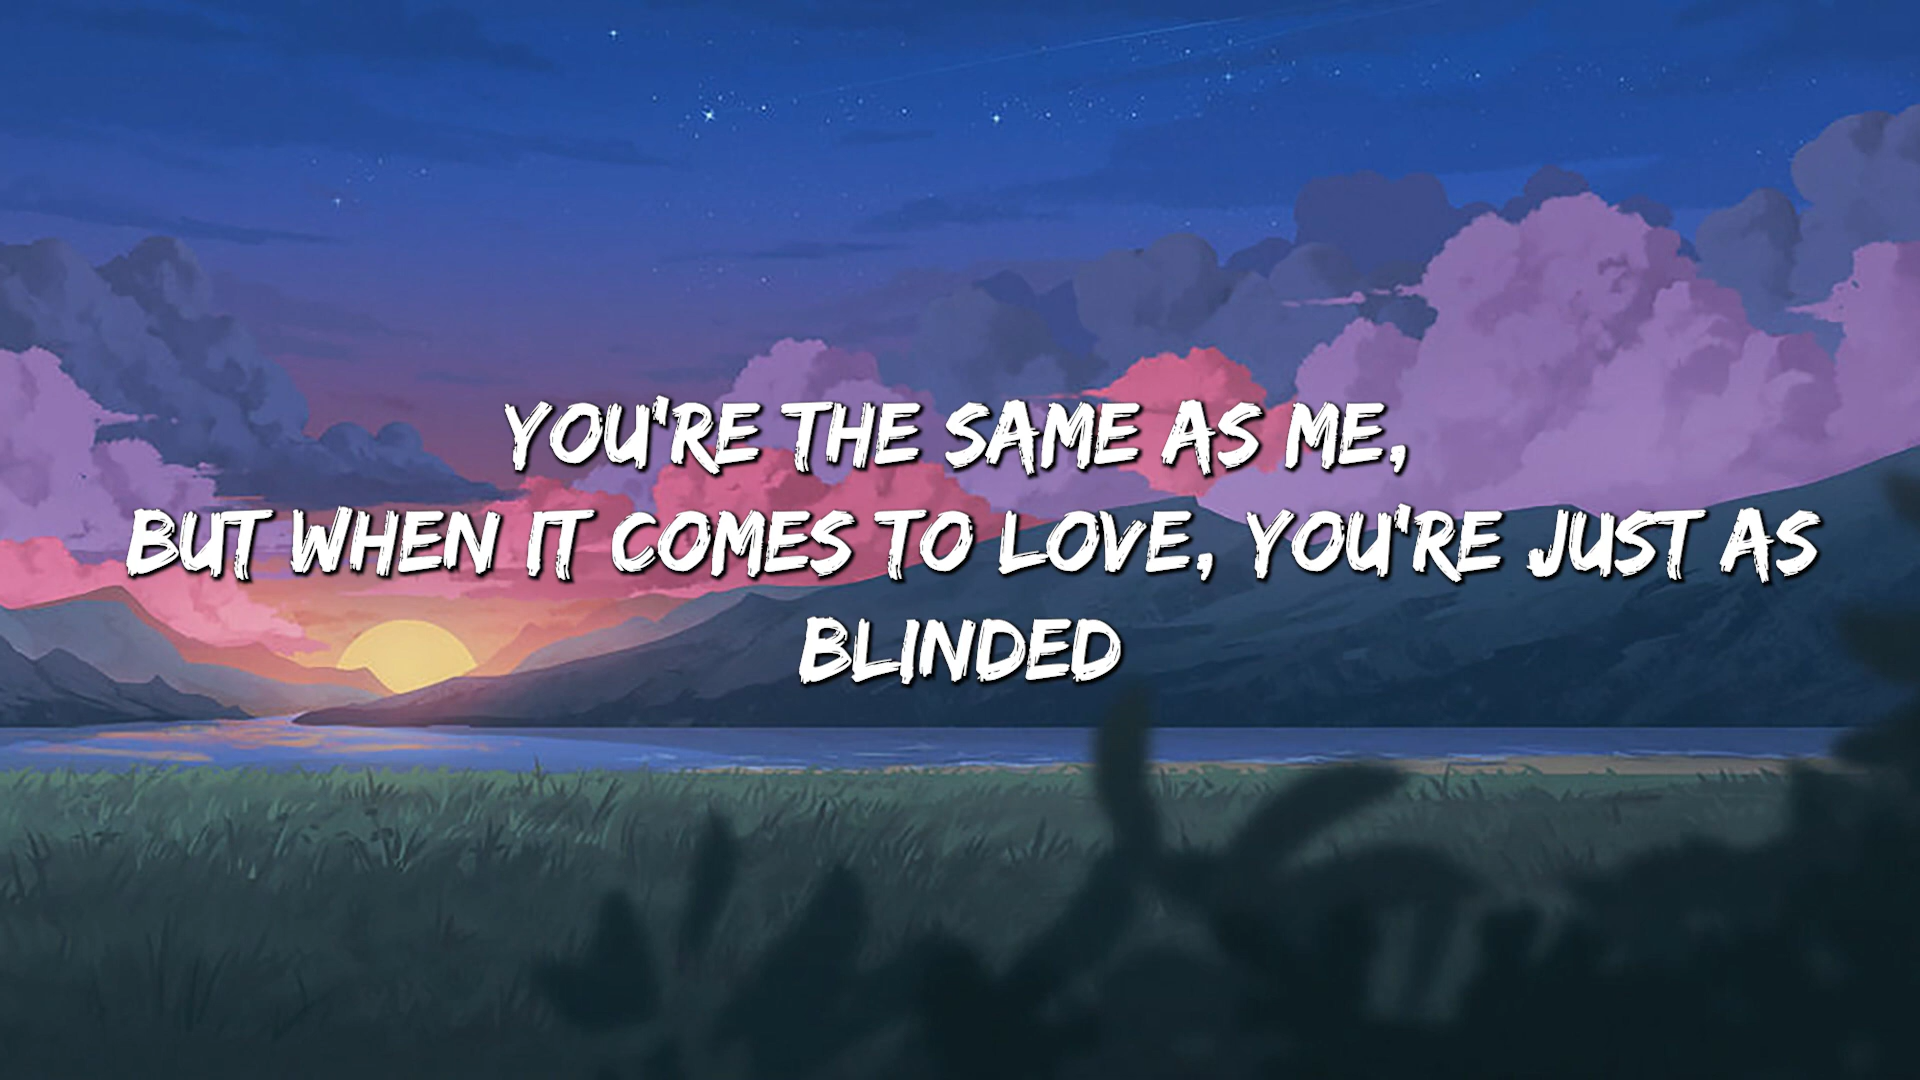 YOU'RE THE SAME AS ME,
BUT WHEN IT COMES TO LOVE, YOU'RE JUST AS
BLINDED